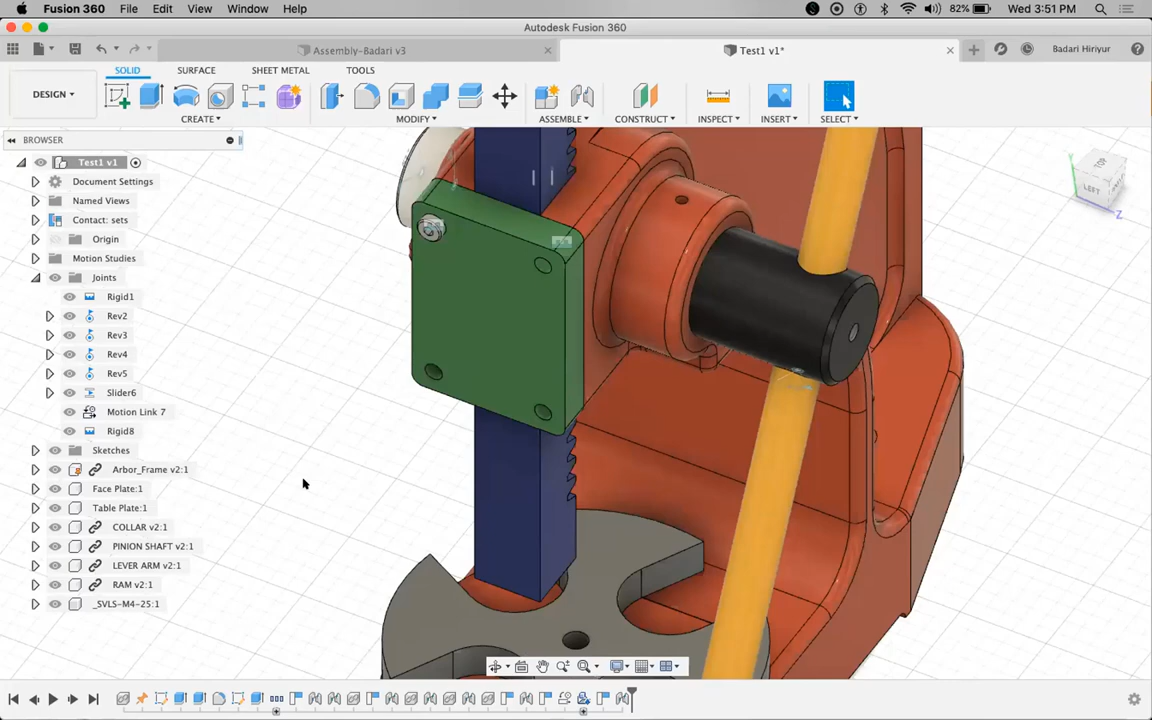 Fusion 360 File Edit View Window Help 82% Wed 3:51 PM
Autodesk Fusion 360
Assembly-Badari v3 Test1 v1* Badari Hiriyur
SOLID SURFACE SHEET METAL TOOLS
DESIGN
CREATE MODIFY ASSEMBLE CONSTRUCT INSPECT INSERT SELECT
BROWSER
Test1 v1
Document Settings
Named Views
Contact: sets
Origin
Motion Studies
Joints
Rigid1
Rev2
Rev3
Rev4
Rev5
Slider6
Motion Link 7
Rigid8
Sketches
Arbor_Frame v2:1
Face Plate:1
Table Plate:1
COLLAR v2:1
PINION SHAFT v2:1
LEVER ARM v2:1
RAM v2:1
_SVLS-M4-25:1
TOP
LEFT
Y
Z